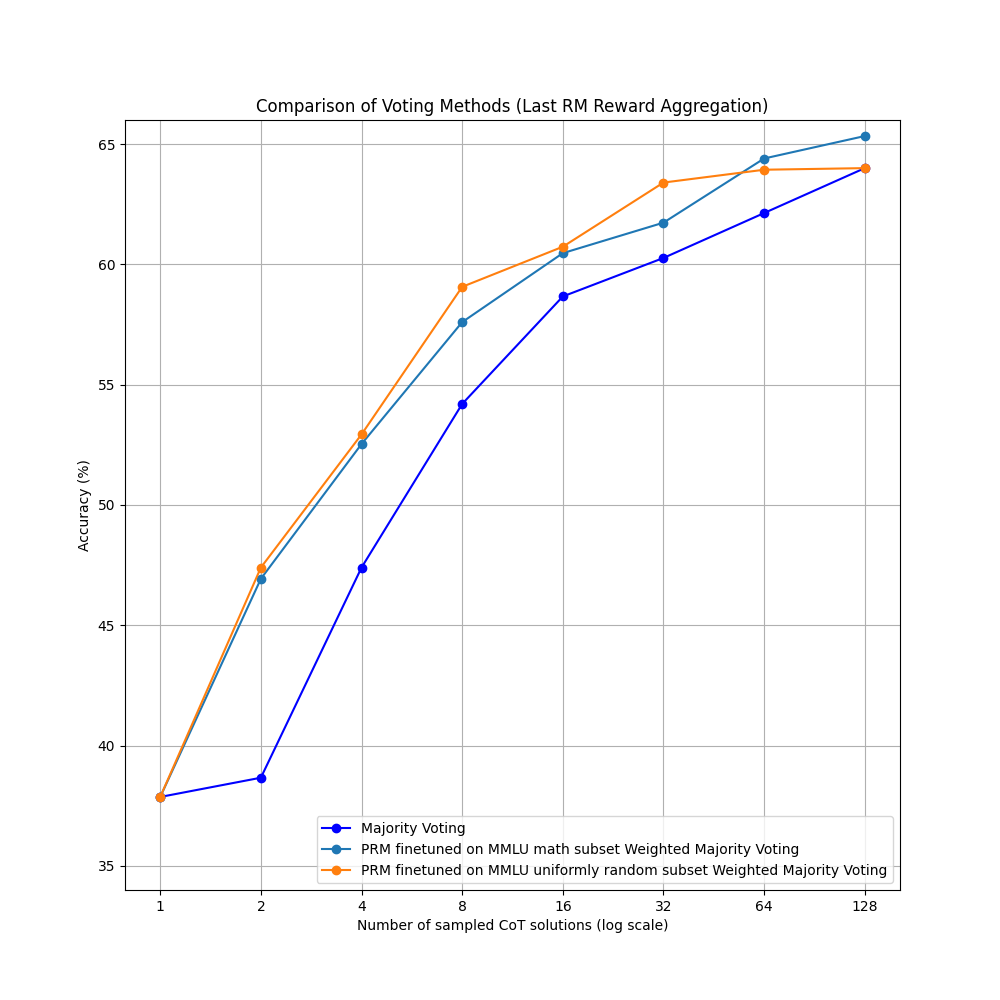 Comparison of Voting Methods (Last RM Reward Aggregation)
65
60
55
50
45
40
35
Accuracy (%)
Majority Voting
PRM finetuned on MMLU math subset Weighted Majority Voting
PRM finetuned on MMLU uniformly random subset Weighted Majority Voting
1 2 4 8 16 32 64 128
Number of sampled CoT solutions (log scale)